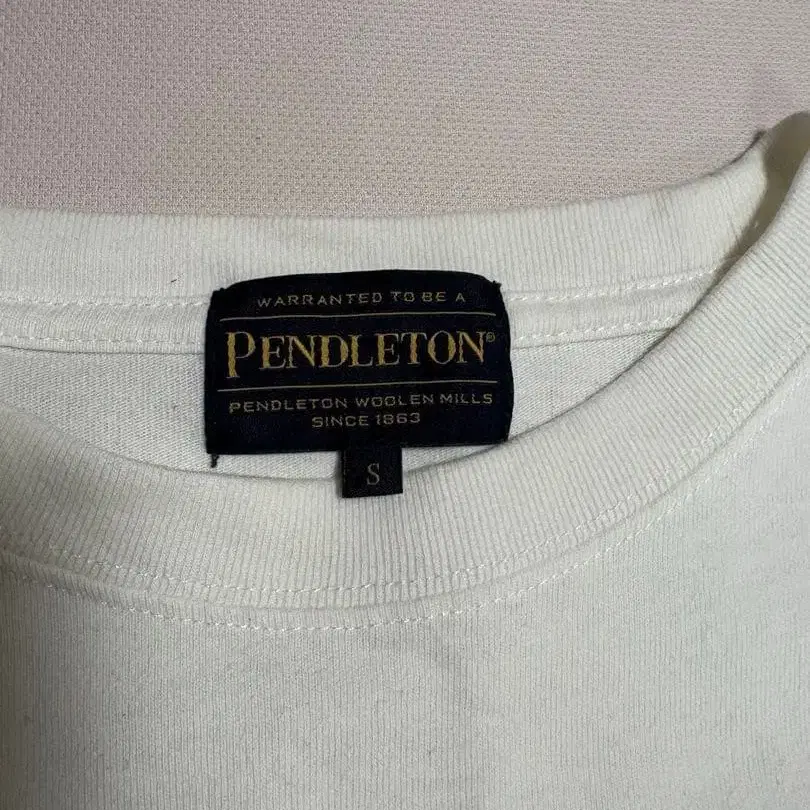 WARRANTED TO BE A
PENDLETON®
PENDLETON WOOLEN MILLS
SINCE 1863
S